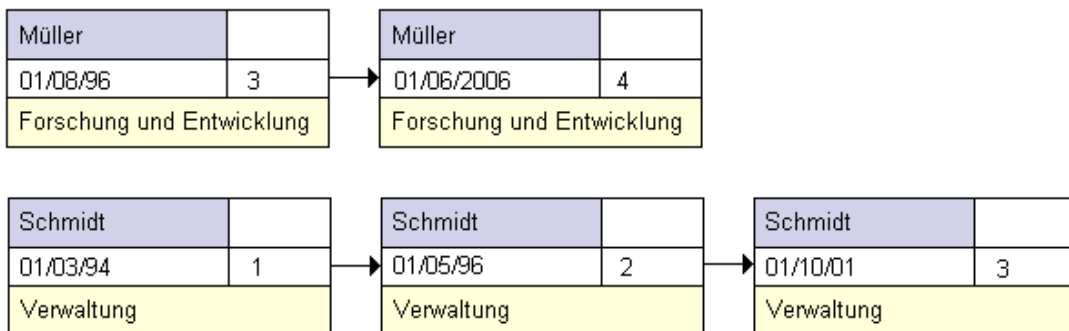 Müller Müller
01/08/96 3 01/06/2006 4
Forschung und Entwicklung Forschung und Entwicklung
Schmidt Schmidt Schmidt
01/03/94 1 01/05/96 2 01/10/01 3
Verwaltung Verwaltung Verwaltung